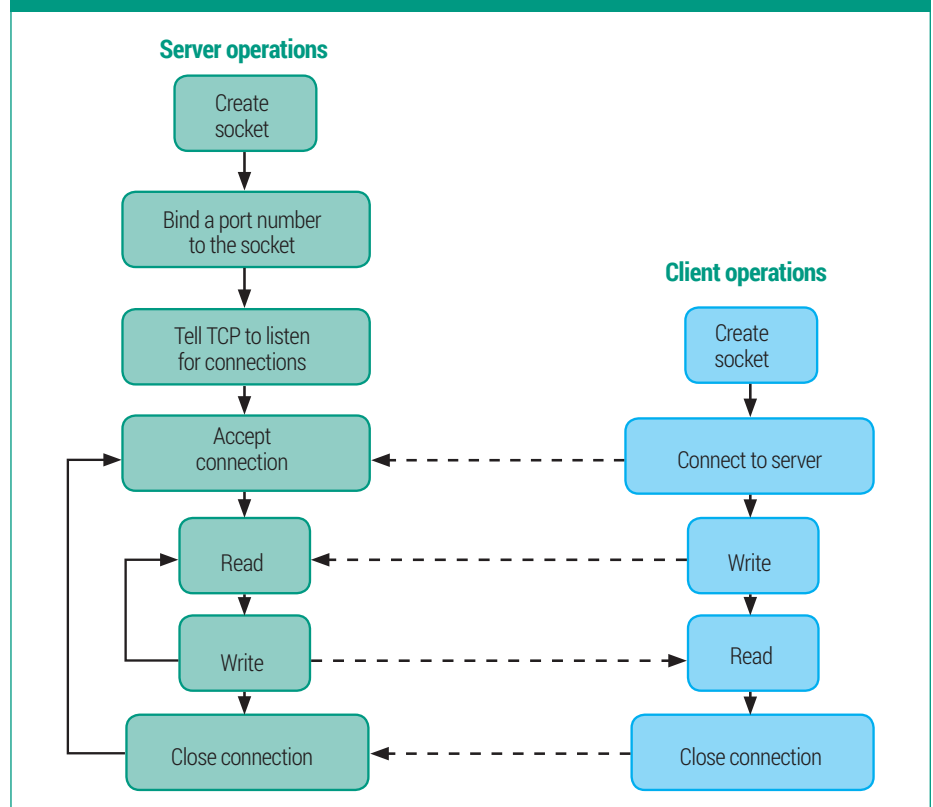 Server operations
Create
socket
Bind a port number
to the socket
Tell TCP to listen
for connections
Accept
connection
Read
Write
Close connection
Client operations
Create
socket
Connect to server
Write
Read
Close connection